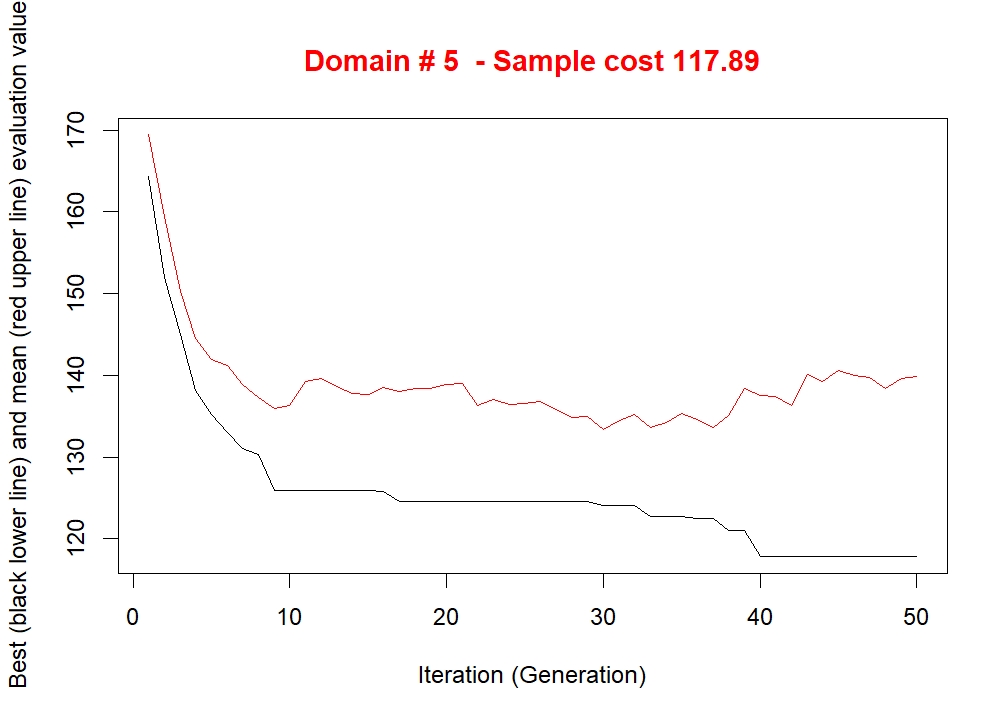 Domain # 5  - Sample cost 117.89
Best (black lower line) and mean (red upper line) evaluation value
170
160
150
140
130
120
0 10 20 30 40 50
Iteration (Generation)